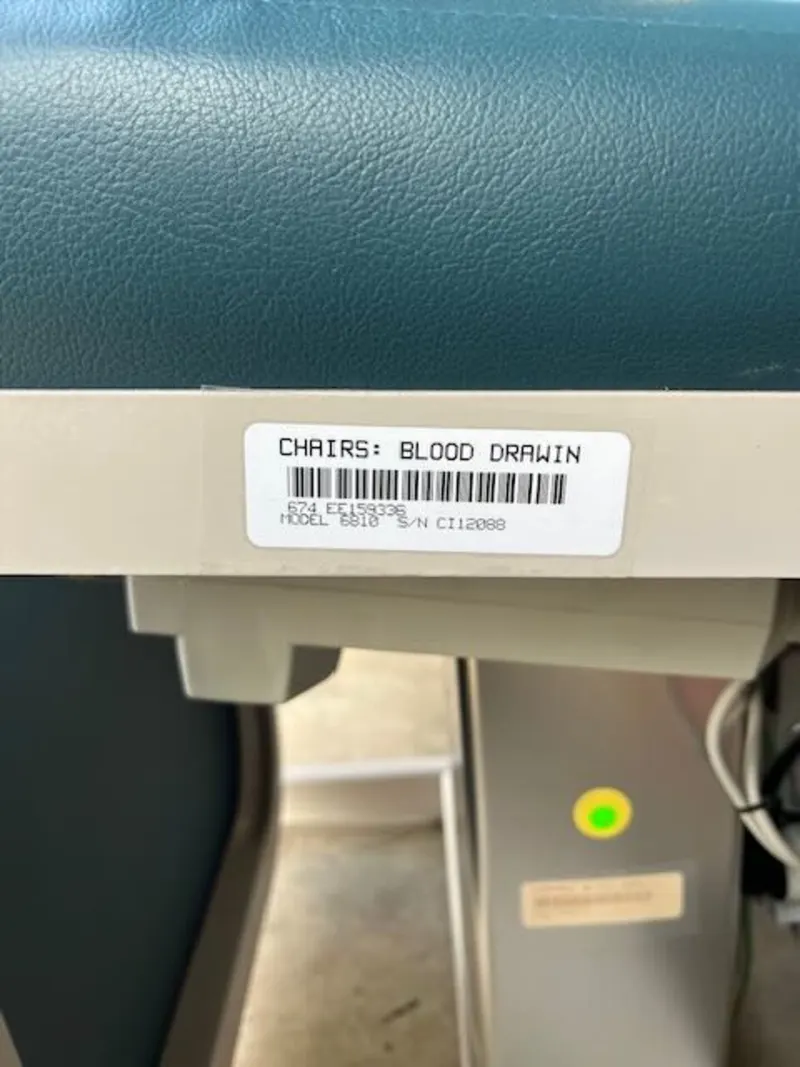 CHAIRS: BLOOD DRAWIN
674 EE159336
MODEL 6810 S/N CI12088